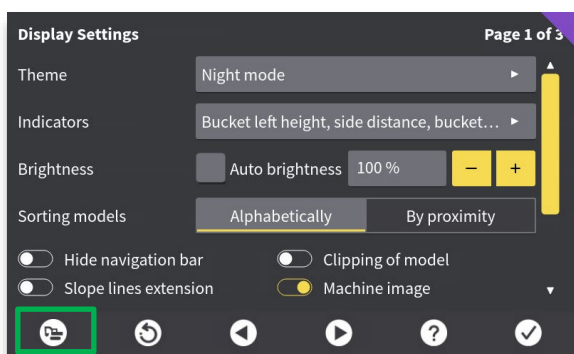 Display Settings Page 1 of 3
Theme Night mode
Indicators Bucket left height, side distance, bucket...
Brightness Auto brightness 100 % − +
Sorting models Alphabetically By proximity
Hide navigation bar Clipping of model
Slope lines extension Machine image
?